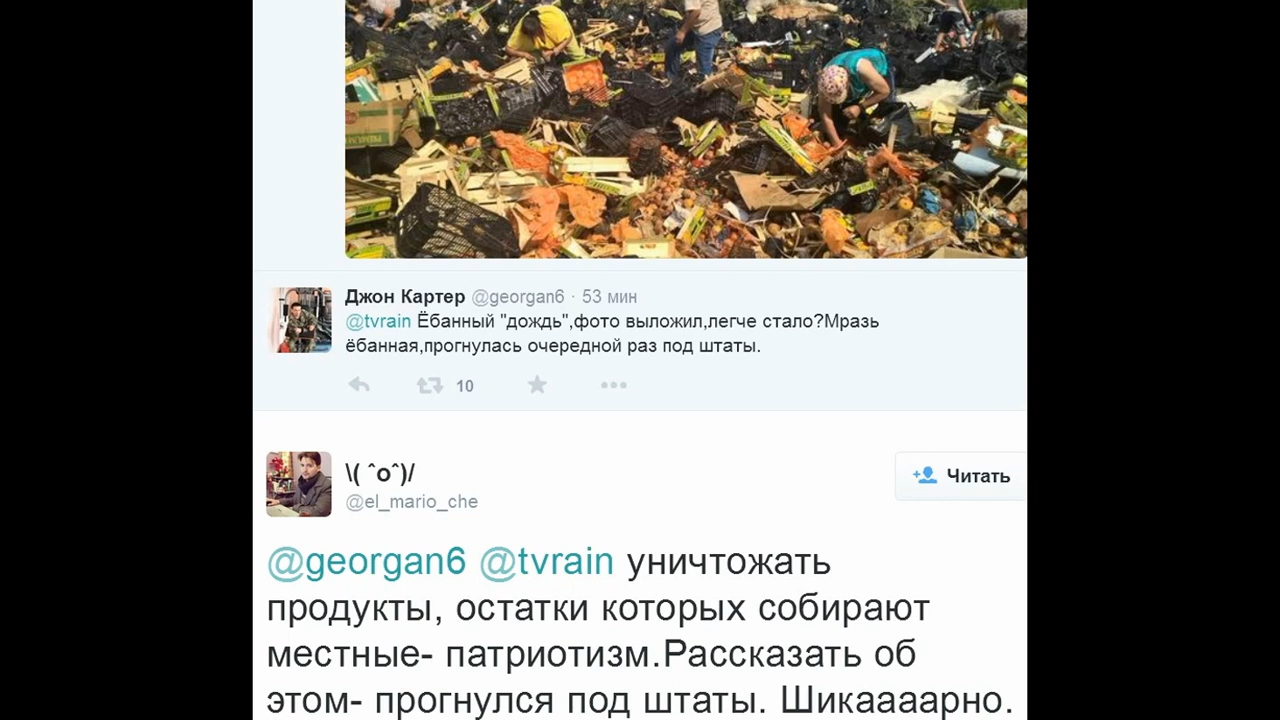 Джон Картер @georgan6 · 53 мин
@tvrain Ёбанный "дождь",фото выложил,легче стало?Мразь
ёбанная,прогнулась очередной раз под штаты.
10
\( ˆoˆ)/
@el_mario_che
Читать
@georgan6 @tvrain уничтожать
продукты, остатки которых собирают
местные- патриотизм.Рассказать об
этом- прогнулся под штаты. Шикаааарно.